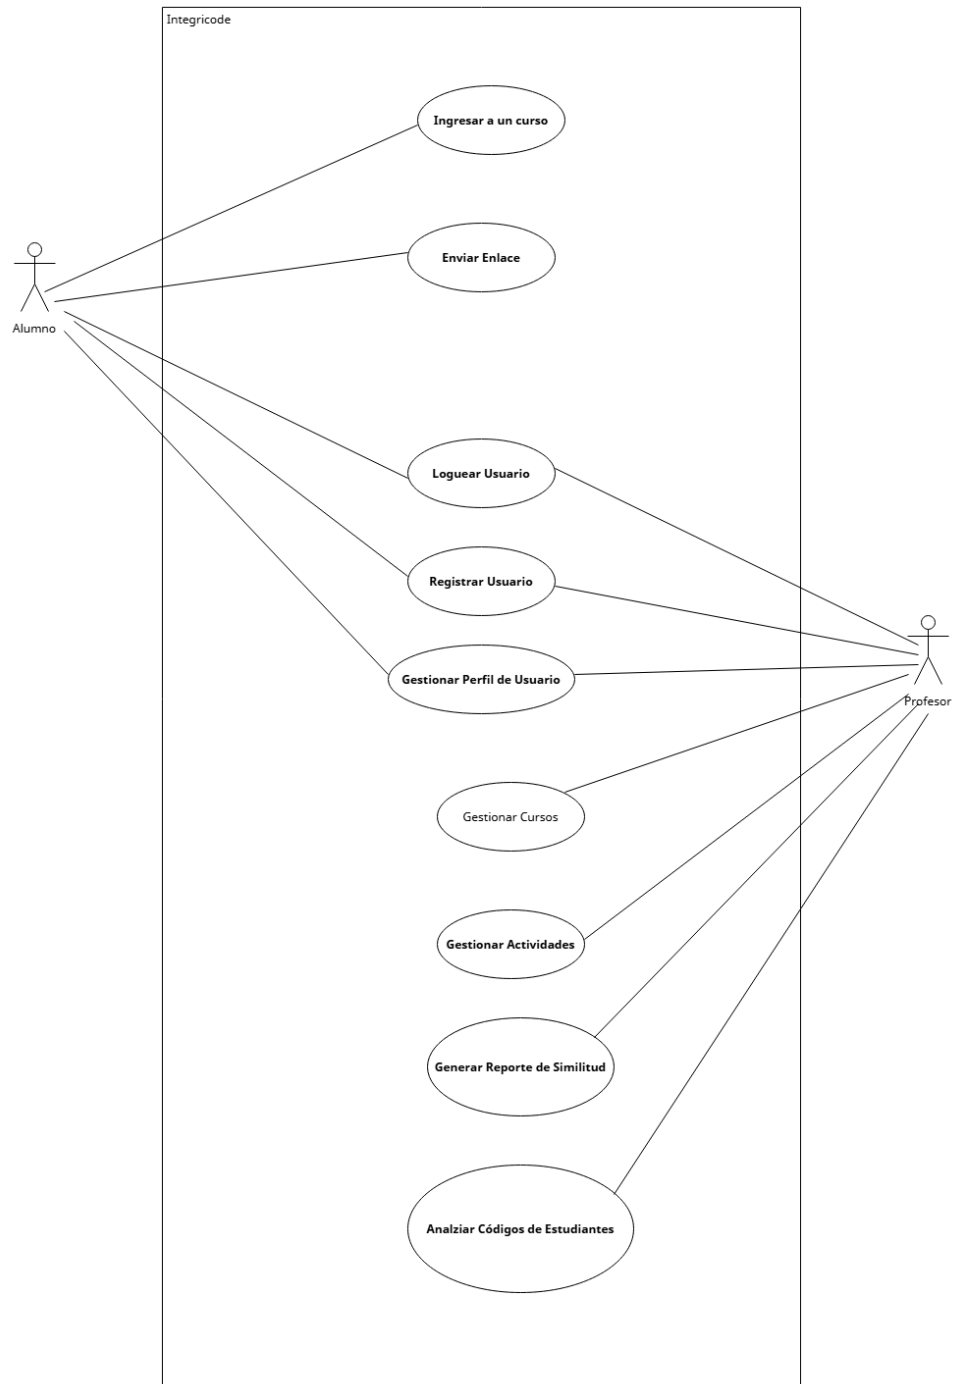 Integricode
Ingresar a un curso
Enviar Enlace
Alumno
Loguear Usuario
Registrar Usuario
Gestionar Perfil de Usuario
Profesor
Gestionar Cursos
Gestionar Actividades
Generar Reporte de Similitud
Analziar Códigos de Estudiantes